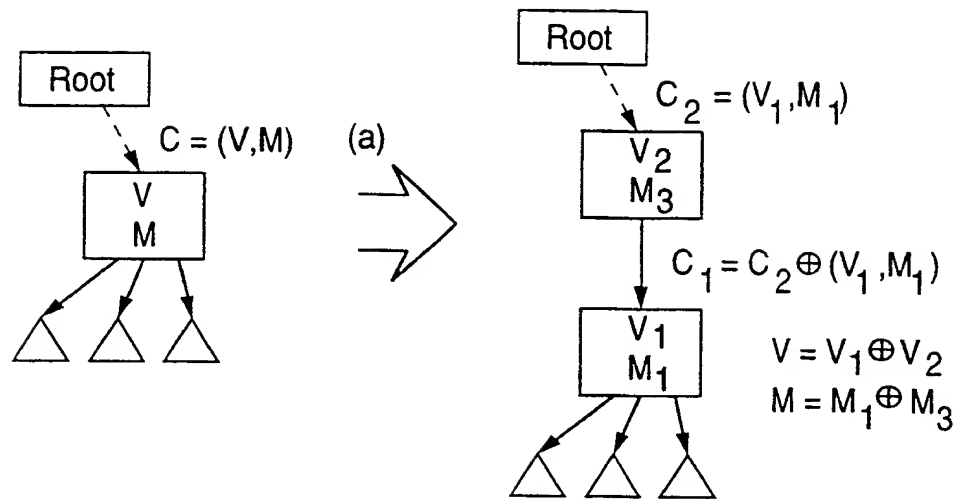 Root
C = (V,M)
V
M
(a)
Root
C₂ = (V₁,M₁)
V₂
M₃
C₁ = C₂ ⊕ (V₁,M₁)
V₁
M₁
V = V₁ ⊕ V₂
M = M₁ ⊕ M₃